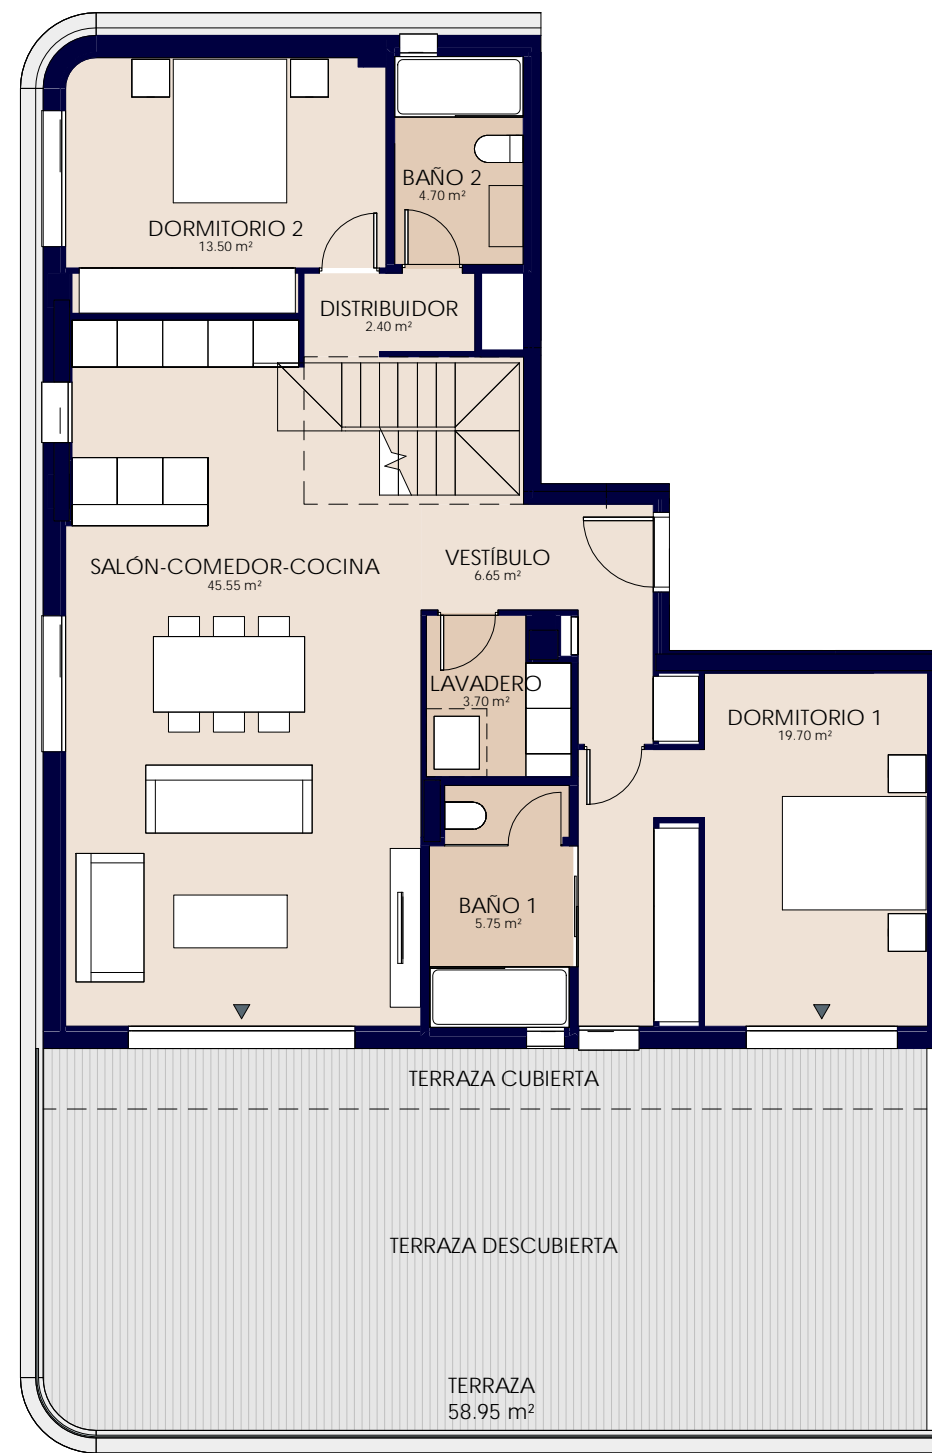 BAÑO 2
4.70 m²
DORMITORIO 2
13.50 m²
DISTRIBUIDOR
2.40 m²
VESTÍBULO
6.65 m²
SALÓN-COMEDOR-COCINA
45.55 m²
LAVADERO
3.70 m²
DORMITORIO 1
19.70 m²
BAÑO 1
5.75 m²
TERRAZA CUBIERTA
TERRAZA DESCUBIERTA
TERRAZA
58.95 m²